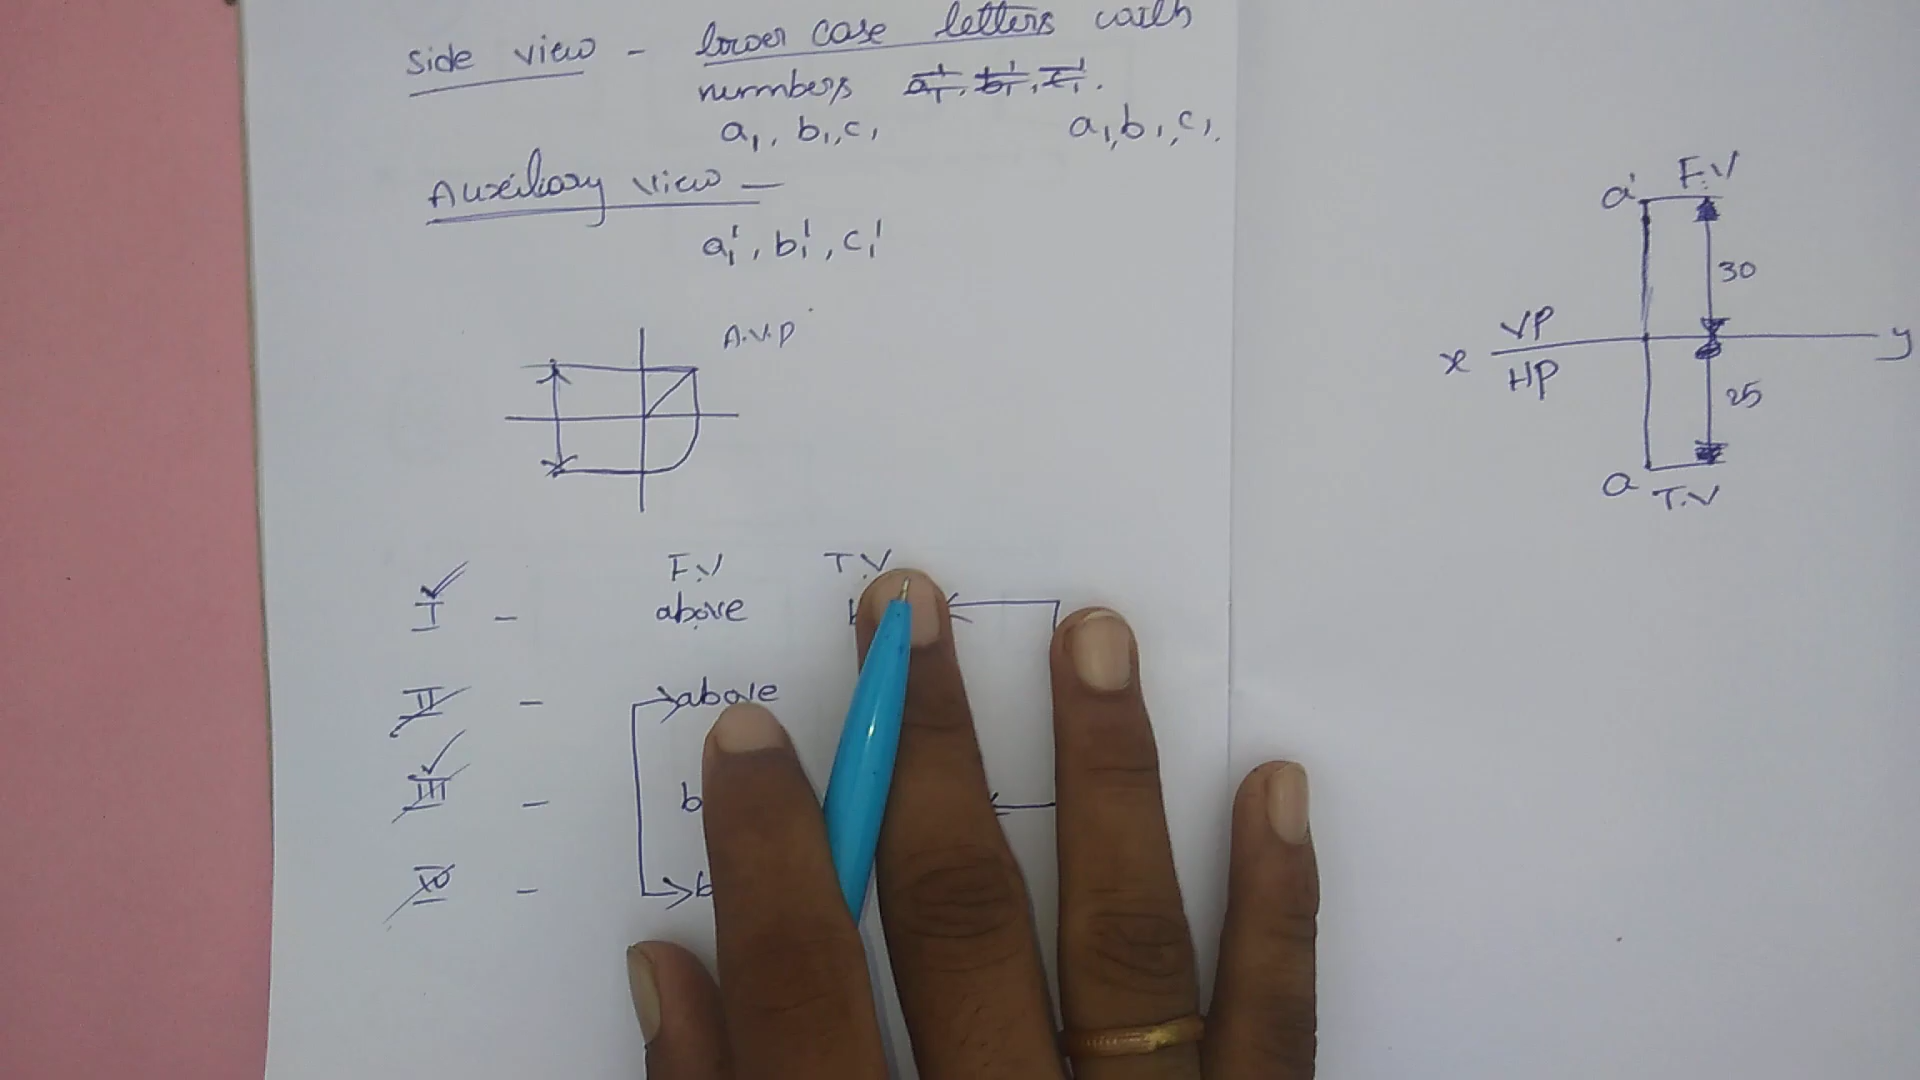 side view - lower case letters with
numbers a₁', b₁', c₁'.
a₁, b₁, c₁ a₁, b₁, c₁.
Auxiliary view -
a₁', b₁', c₁'
A.V.P
F.V T.V
I - above
II - above
III -
IV -
a' F.V
30
VP
x y
HP
25
a T.V